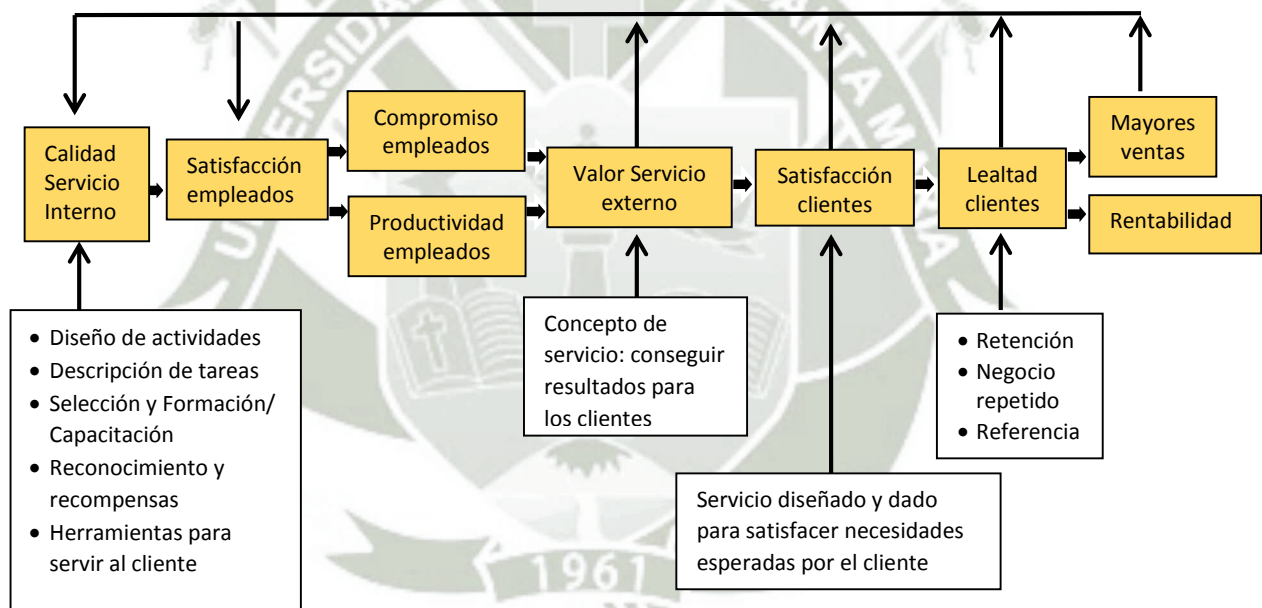 UNIVERSIDAD
SANTA MARÍA
Calidad
Servicio
Interno
Satisfacción
empleados
Compromiso
empleados
Productividad
empleados
Valor Servicio
externo
Satisfacción
clientes
Lealtad
clientes
Mayores
ventas
Rentabilidad
• Diseño de actividades
• Descripción de tareas
• Selección y Formación/
Capacitación
• Reconocimiento y
recompensas
• Herramientas para
servir al cliente
Concepto de
servicio: conseguir
resultados para
los clientes
Servicio diseñado y dado
para satisfacer necesidades
esperadas por el cliente
• Retención
• Negocio
repetido
• Referencia
1961